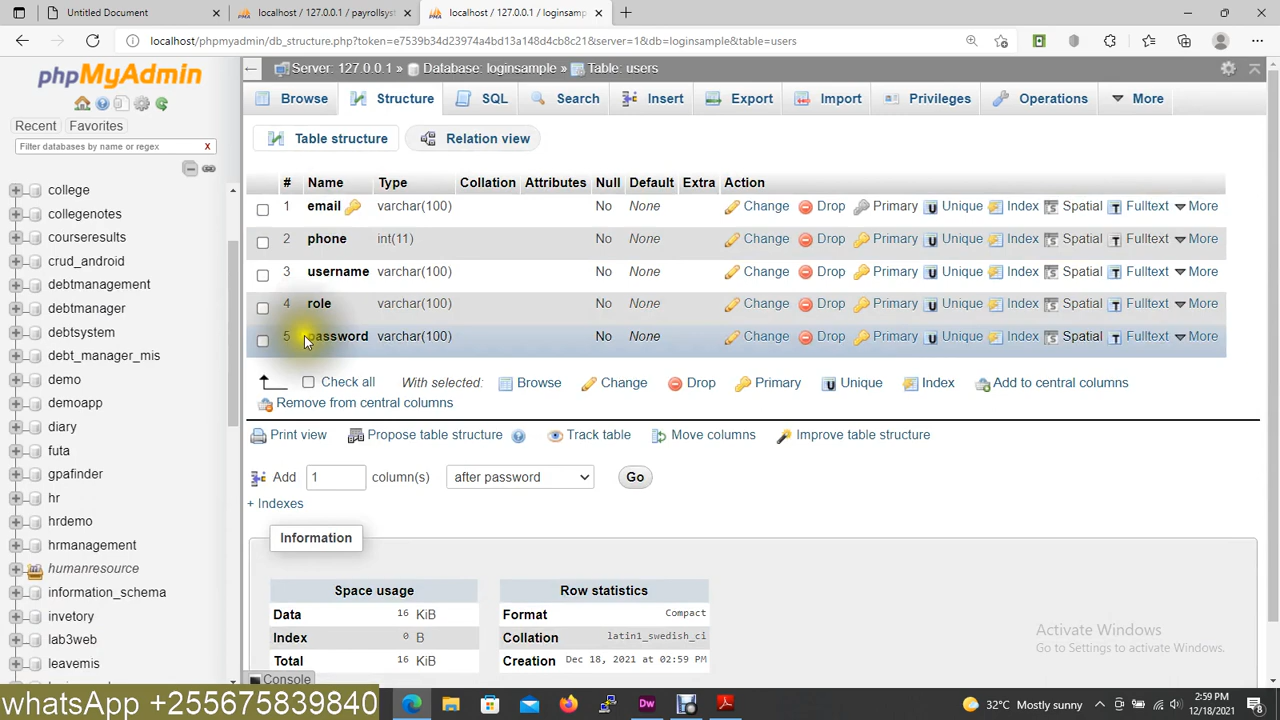 Untitled Document
localhost / 127.0.0.1 / payrollsys
localhost / 127.0.0.1 / loginsamp
localhost/phpmyadmin/db_structure.php?token=e7539b34d23974a4bd13a148d4cb8c21&server=1&db=loginsample&table=users
phpMyAdmin
Recent Favorites
Filter databases by name or regex X
college
collegenotes
courseresults
crud_android
debtmanagement
debtmanager
debtsystem
debt_manager_mis
demo
demoapp
diary
futa
gpafinder
hr
hrdemo
hrmanagement
humanresource
information_schema
invetory
lab3web
leavemis
Server: 127.0.0.1 » Database: loginsample » Table: users
Browse Structure SQL Search Insert Export Import Privileges Operations More
Table structure Relation view
# Name Type Collation Attributes Null Default Extra Action
1 email varchar(100) No None Change Drop Primary Unique Index Spatial Fulltext More
2 phone int(11) No None Change Drop Primary Unique Index Spatial Fulltext More
3 username varchar(100) No None Change Drop Primary Unique Index Spatial Fulltext More
4 role varchar(100) No None Change Drop Primary Unique Index Spatial Fulltext More
5 password varchar(100) No None Change Drop Primary Unique Index Spatial Fulltext More
Check all With selected: Browse Change Drop Primary Unique Index Add to central columns
Remove from central columns
Print view Propose table structure Track table Move columns Improve table structure
Add 1 column(s) after password Go
+ Indexes
Information
Space usage
Data 16 KiB
Index 0 B
Total 16 KiB
Row statistics
Format Compact
Collation latin1_swedish_ci
Creation Dec 18, 2021 at 02:59 PM
Console
Activate Windows
Go to Settings to activate Windows.
whatsApp +255675839840
32°C Mostly sunny
2:59 PM
12/18/2021